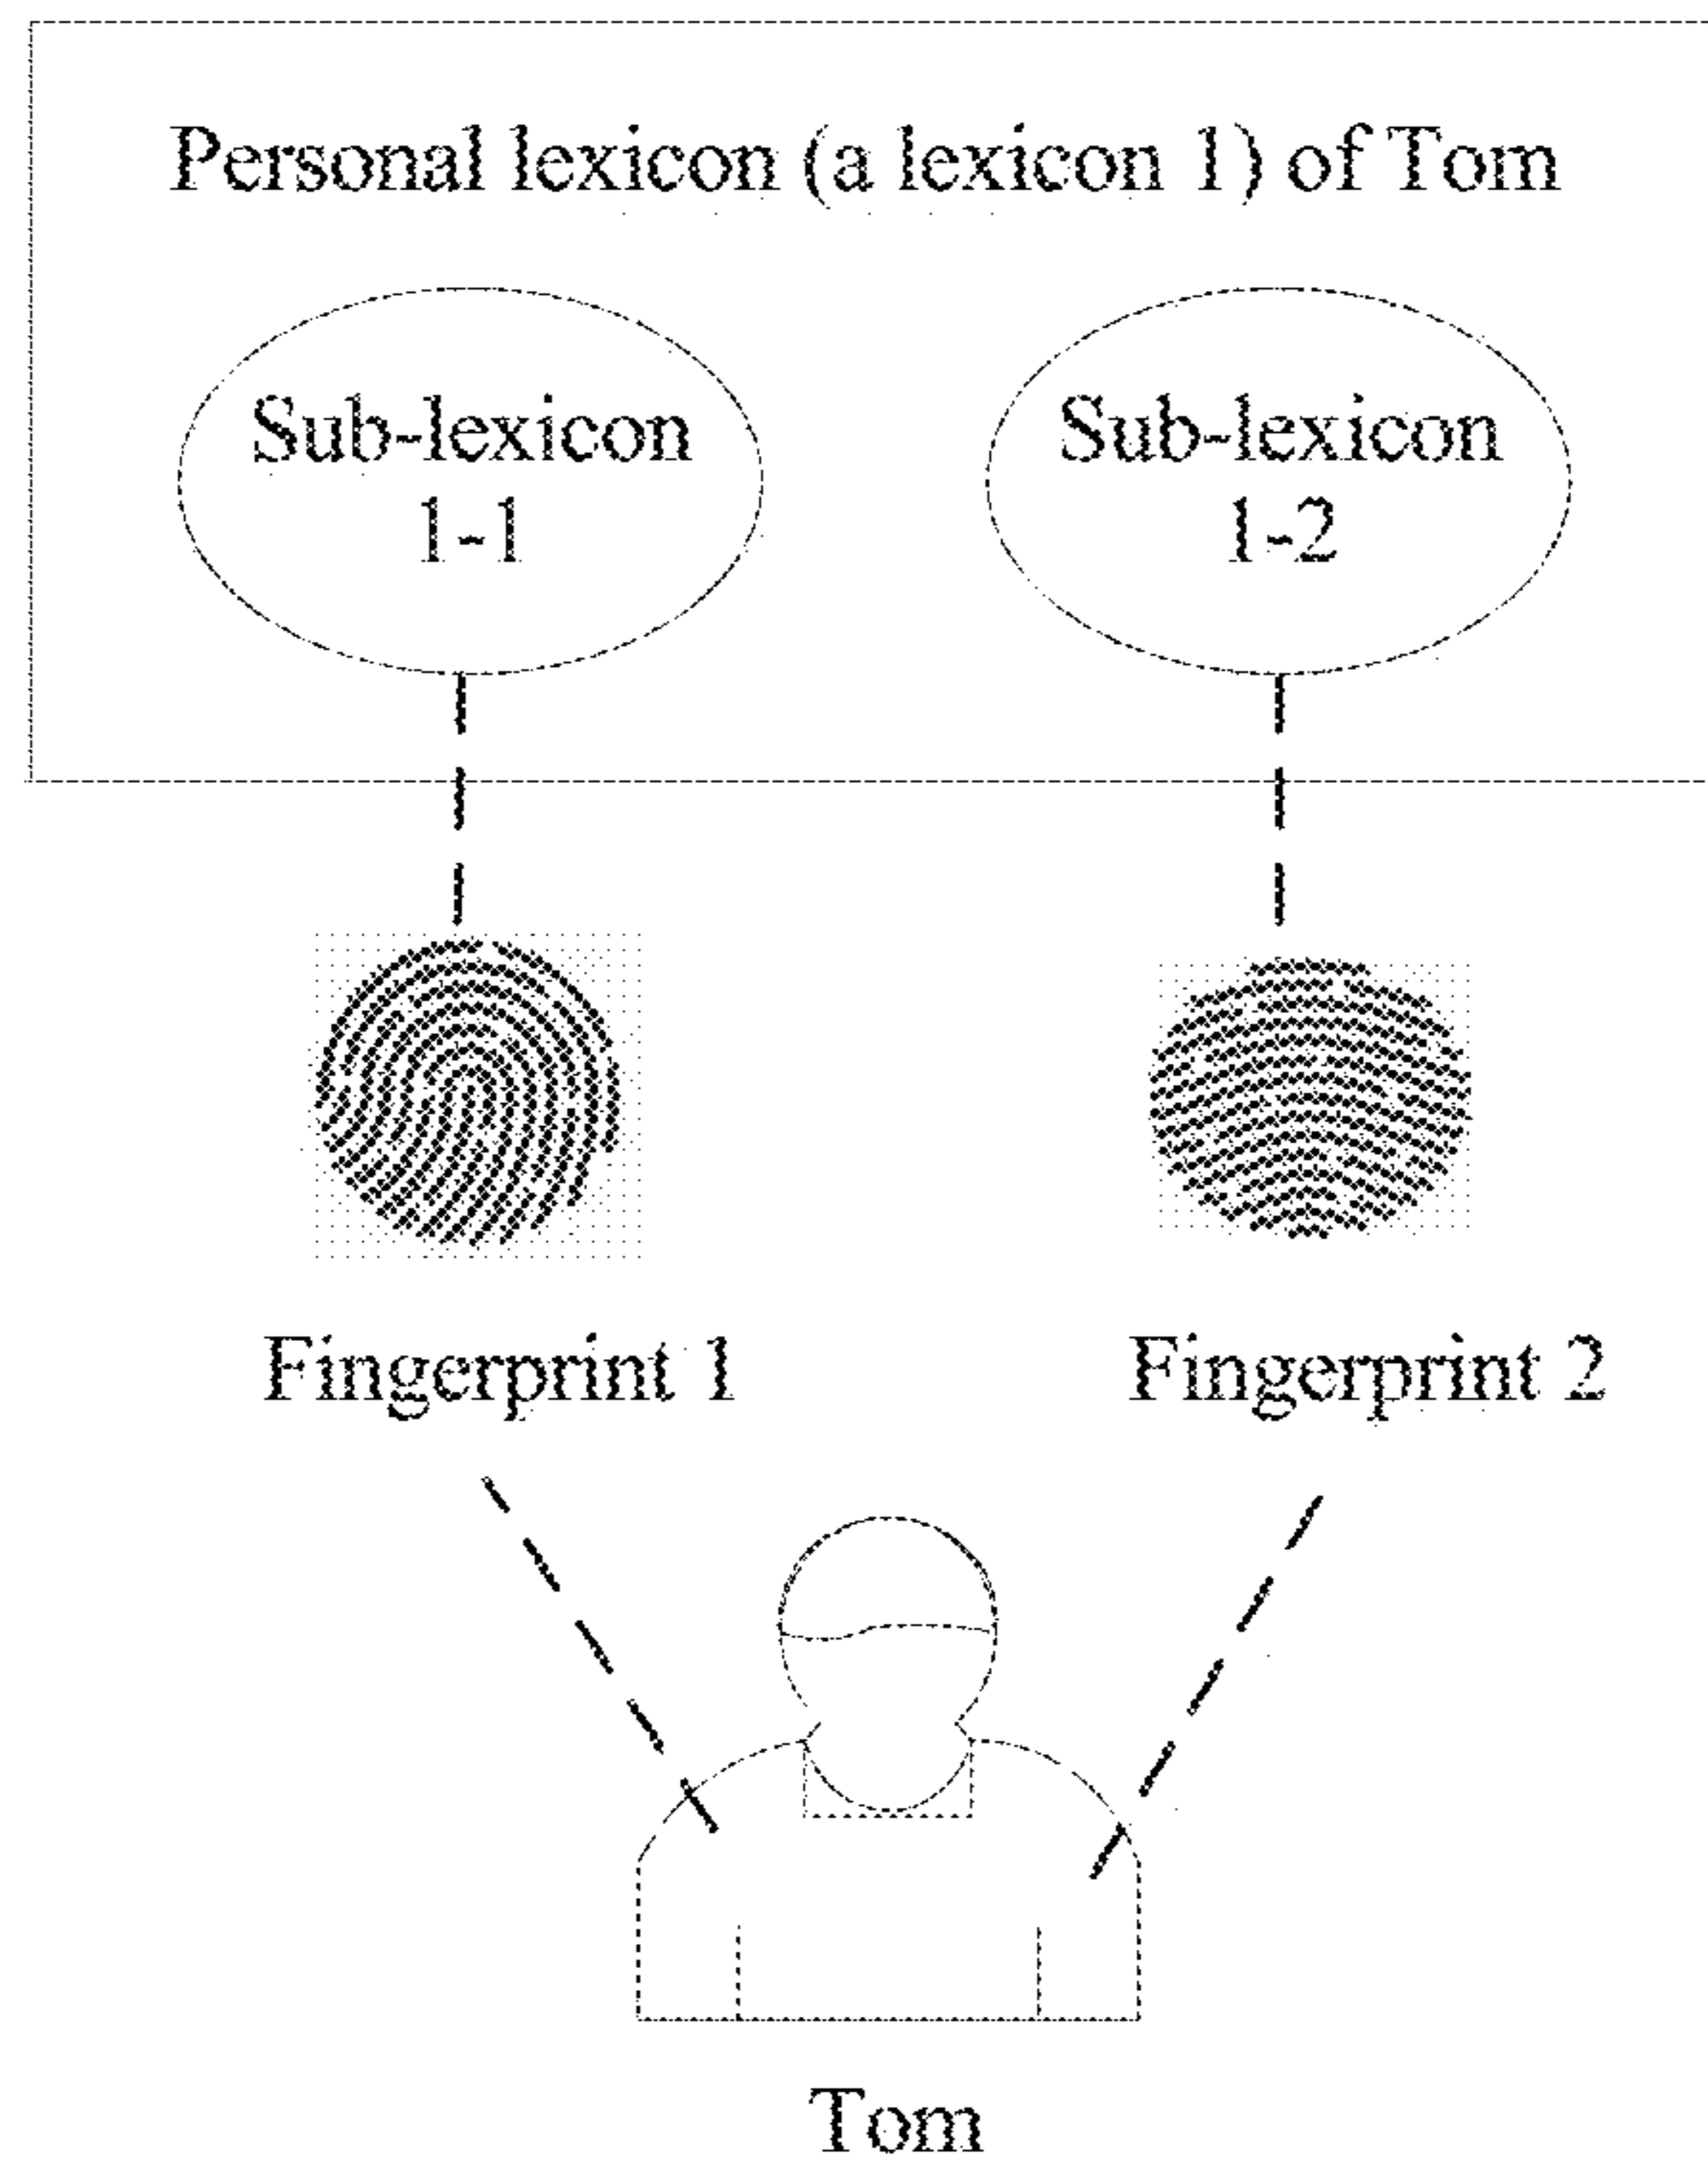 Personal lexicon (a lexicon 1) of Tom
Sub-lexicon
1-1
Sub-lexicon
1-2
Fingerprint 1
Fingerprint 2
Tom